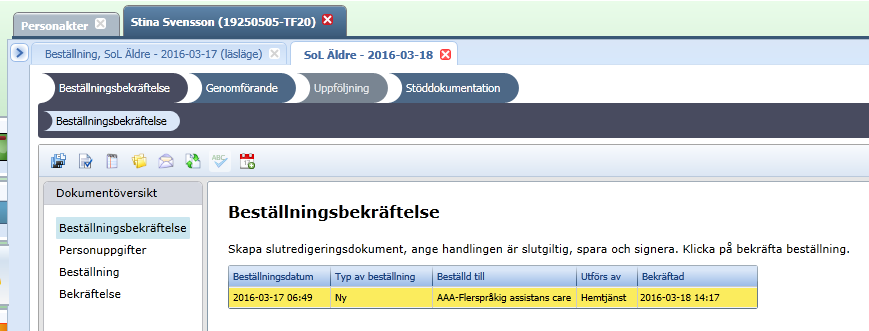 Personakter
Stina Svensson (19250505-TF20)
Beställning, SoL Äldre - 2016-03-17 (läsläge)
SoL Äldre - 2016-03-18
Beställningsbekräftelse
Genomförande
Uppföljning
Stöddokumentation
Beställningsbekräftelse
ABC
Dokumentöversikt
Beställningsbekräftelse
Personuppgifter
Beställning
Bekräftelse
Beställningsbekräftelse
Skapa slutredigeringsdokument, ange handlingen är slutgiltig, spara och signera. Klicka på bekräfta beställning.
Beställningsdatum Typ av beställning Beställd till Utförs av Bekräftad
2016-03-17 06:49 Ny AAA-Flerspråkig assistans care Hemtjänst 2016-03-18 14:17